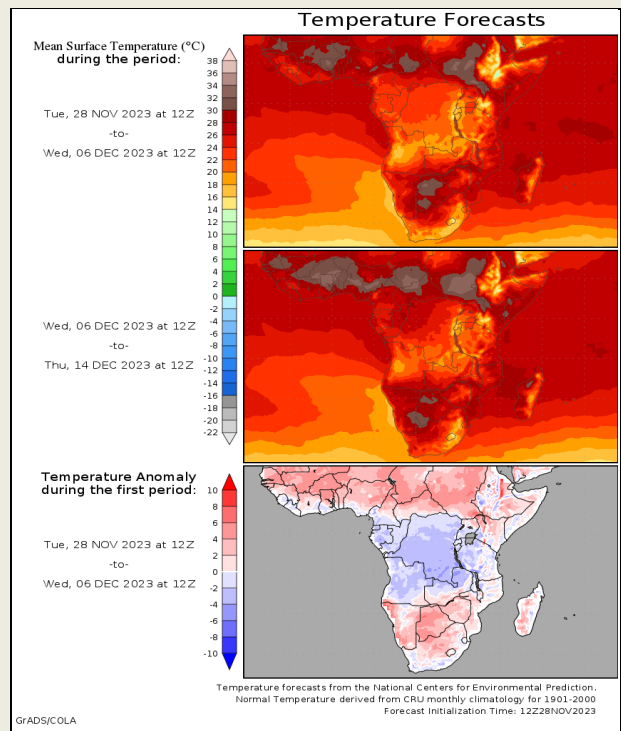 Temperature Forecasts
Mean Surface Temperature (°C)
during the period:
38
36
34
32
30
28
26
24
22
20
18
16
14
12
10
8
6
4
2
0
-2
-4
-6
-8
-10
-12
-14
-16
-18
-20
-22
Tue, 28 NOV 2023 at 12Z
-to-
Wed, 06 DEC 2023 at 12Z
Wed, 06 DEC 2023 at 12Z
-to-
Thu, 14 DEC 2023 at 12Z
Temperature Anomaly
during the first period:
10
8
6
4
2
0
-2
-4
-6
-8
-10
Tue, 28 NOV 2023 at 12Z
-to-
Wed, 06 DEC 2023 at 12Z
Temperature forecasts from the National Centers for Environmental Prediction.
Normal Temperature derived from CRU monthly climatology for 1901-2000
Forecast Initialization Time: 12Z28NOV2023
GrADS/COLA